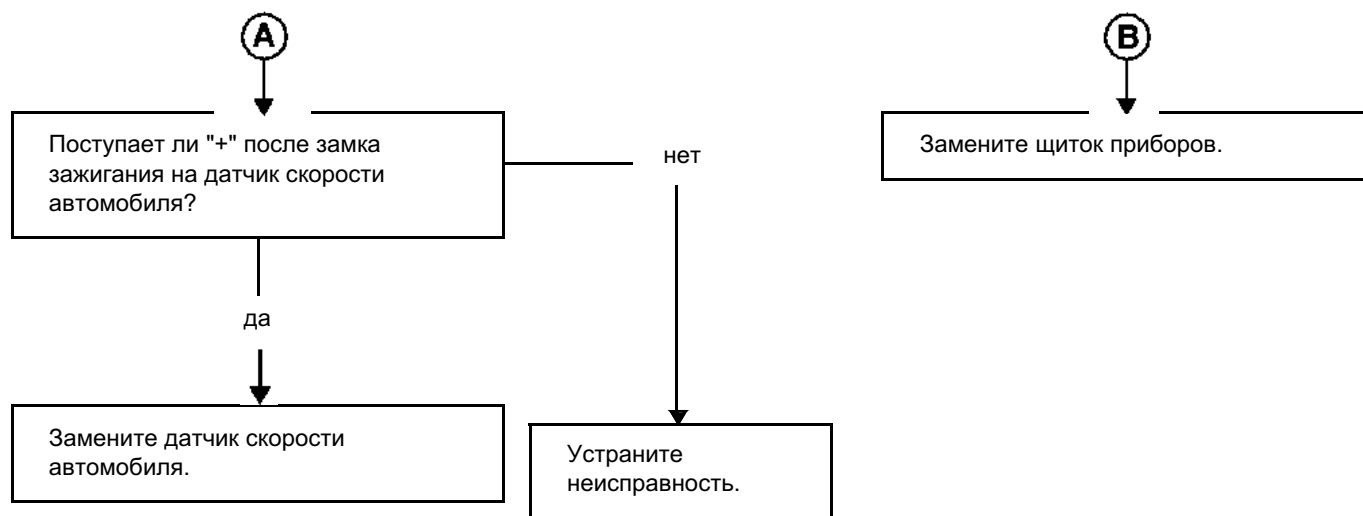 A
B
Поступает ли "+" после замка
зажигания на датчик скорости
автомобиля?
нет
Замените щиток приборов.
да
Замените датчик скорости
автомобиля.
Устраните
неисправность.